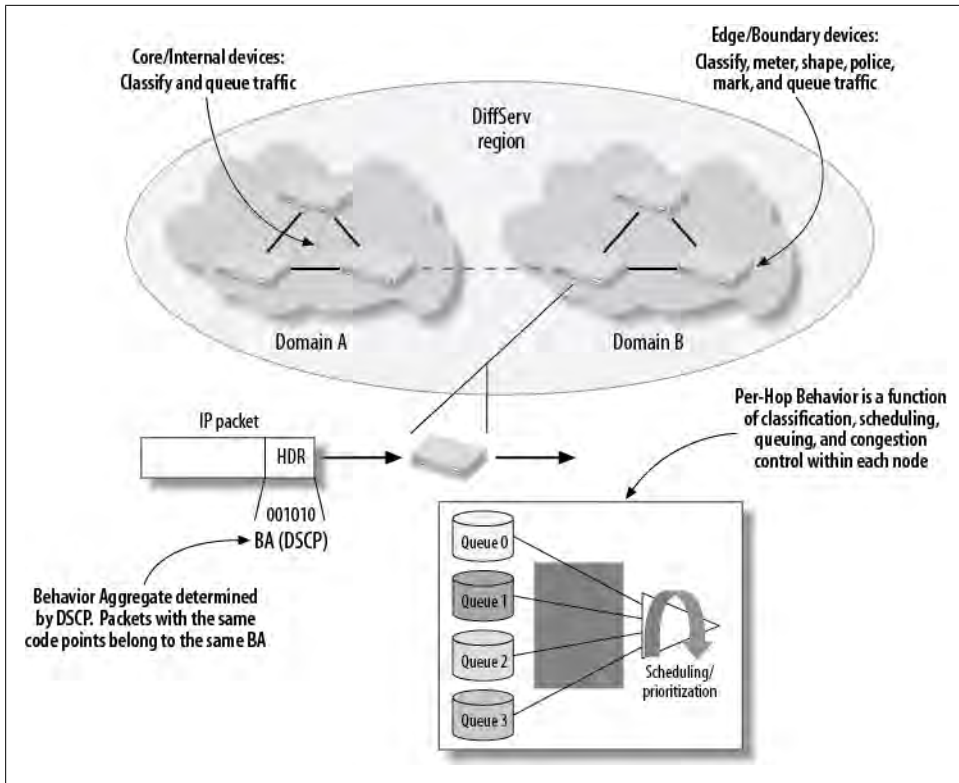 Core/Internal devices:
Classify and queue traffic
Edge/Boundary devices:
Classify, meter, shape, police,
mark, and queue traffic
DiffServ
region
Domain A
Domain B
IP packet
HDR
001010
BA (DSCP)
Behavior Aggregate determined
by DSCP. Packets with the same
code points belong to the same BA
Per-Hop Behavior is a function
of classification, scheduling,
queuing, and congestion
control within each node
Queue 0
Queue 1
Queue 2
Queue 3
Scheduling/
prioritization